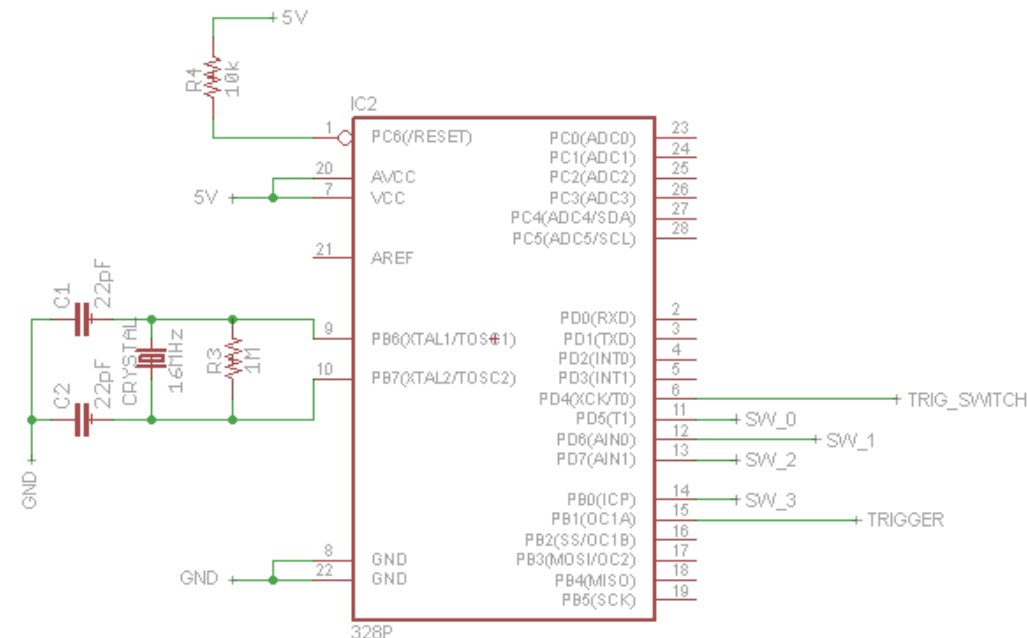 5V
R4
10k
IC2
1
PC6(/RESET)
20
AVCC
5V
7
VCC
21
AREF
C1
22pF
CRYSTAL
16MHz
R3
1M
9
PB6(XTAL1/TOSC1)
10
PB7(XTAL2/TOSC2)
C2
22pF
GND
8
GND
GND
22
GND
PC0(ADC0)
23
PC1(ADC1)
24
PC2(ADC2)
25
PC3(ADC3)
26
PC4(ADC4/SDA)
27
PC5(ADC5/SCL)
28
PD0(RXD)
2
PD1(TXD)
3
PD2(INT0)
4
PD3(INT1)
5
PD4(XCK/T0)
6
TRIG_SWITCH
PD5(T1)
11
SW_0
PD6(AIN0)
12
SW_1
PD7(AIN1)
13
SW_2
PB0(ICP)
14
SW_3
PB1(OC1A)
15
TRIGGER
PB2(SS/OC1B)
16
PB3(MOSI/OC2)
17
PB4(MISO)
18
PB5(SCK)
19
328P